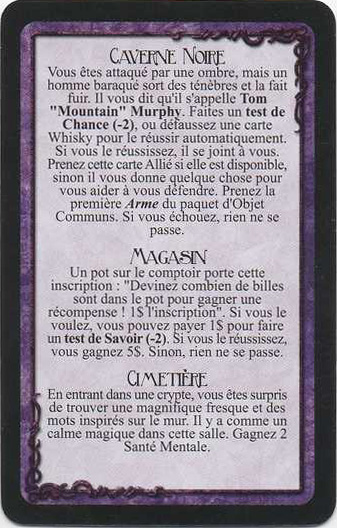 CAVERNE NOIRE
Vous êtes attaqué par une ombre, mais un
homme baraqué sort des ténèbres et la fait
fuir. Il vous dit qu'il s'appelle Tom
"Mountain" Murphy. Faites un test de
Chance (-2), ou défaussez une carte
Whisky pour le réussir automatiquement.
Si vous le réussissez, il se joint à vous.
Prenez cette carte Allié si elle est disponible,
sinon il vous donne quelque chose pour
vous aider à vous défendre. Prenez la
première Arme du paquet d'Objet
Communs. Si vous échouez, rien ne se
passe.
MAGASIN
Un pot sur le comptoir porte cette
inscription : "Devinez combien de billes
sont dans le pot pour gagner une
récompense ! 1$ l'inscription". Si vous le
voulez, vous pouvez payer 1$ pour faire
un test de Savoir (-2). Si vous le réussissez,
vous gagnez 5$. Sinon, rien ne se passe.
CIMETIÈRE
En entrant dans une crypte, vous êtes surpris
de trouver une magnifique fresque et des
mots inspirés sur le mur. Il y a comme un
calme magique dans cette salle. Gagnez 2
Santé Mentale.